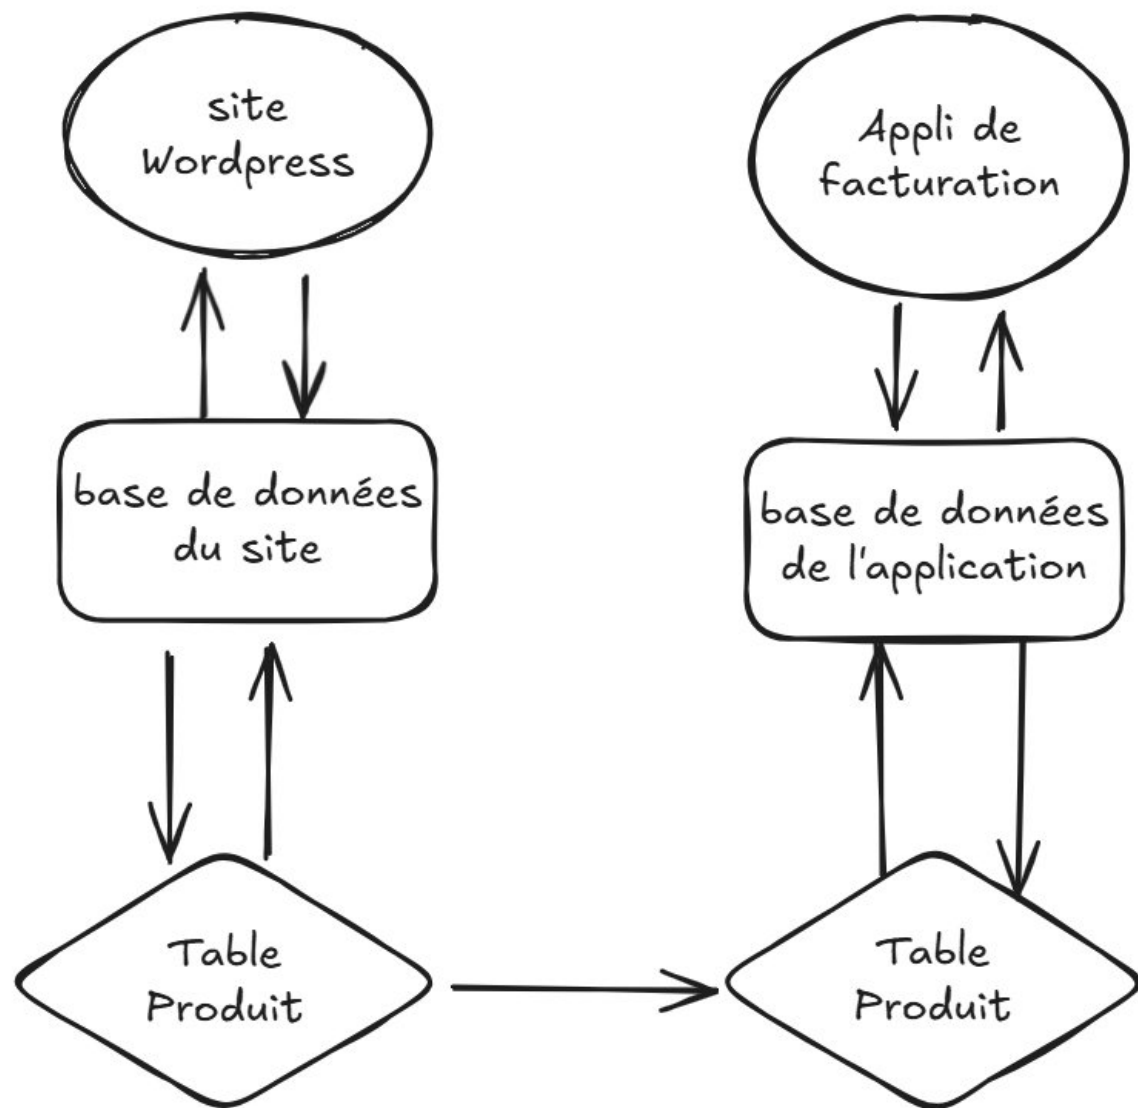 site
Wordpress
Appli de
facturation
base de données
du site
base de données
de l'application
Table
Produit
Table
Produit